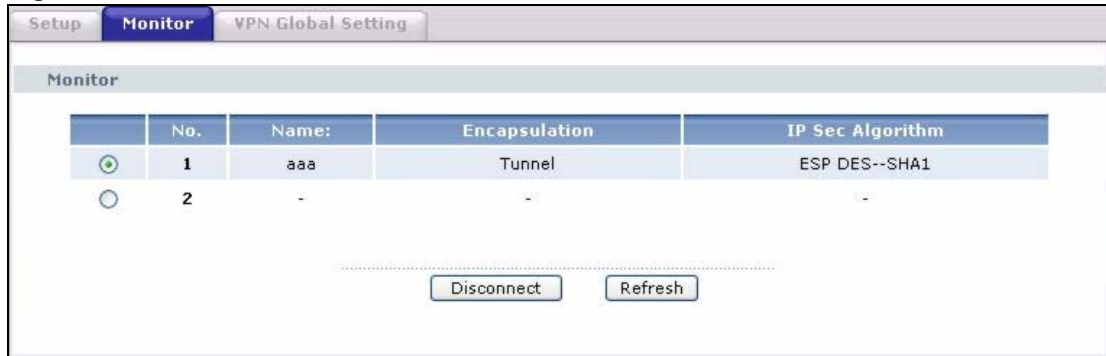 Setup Monitor VPN Global Setting
Monitor
No. Name: Encapsulation IP Sec Algorithm
1 aaa Tunnel ESP DES--SHA1
2 - - -
Disconnect Refresh